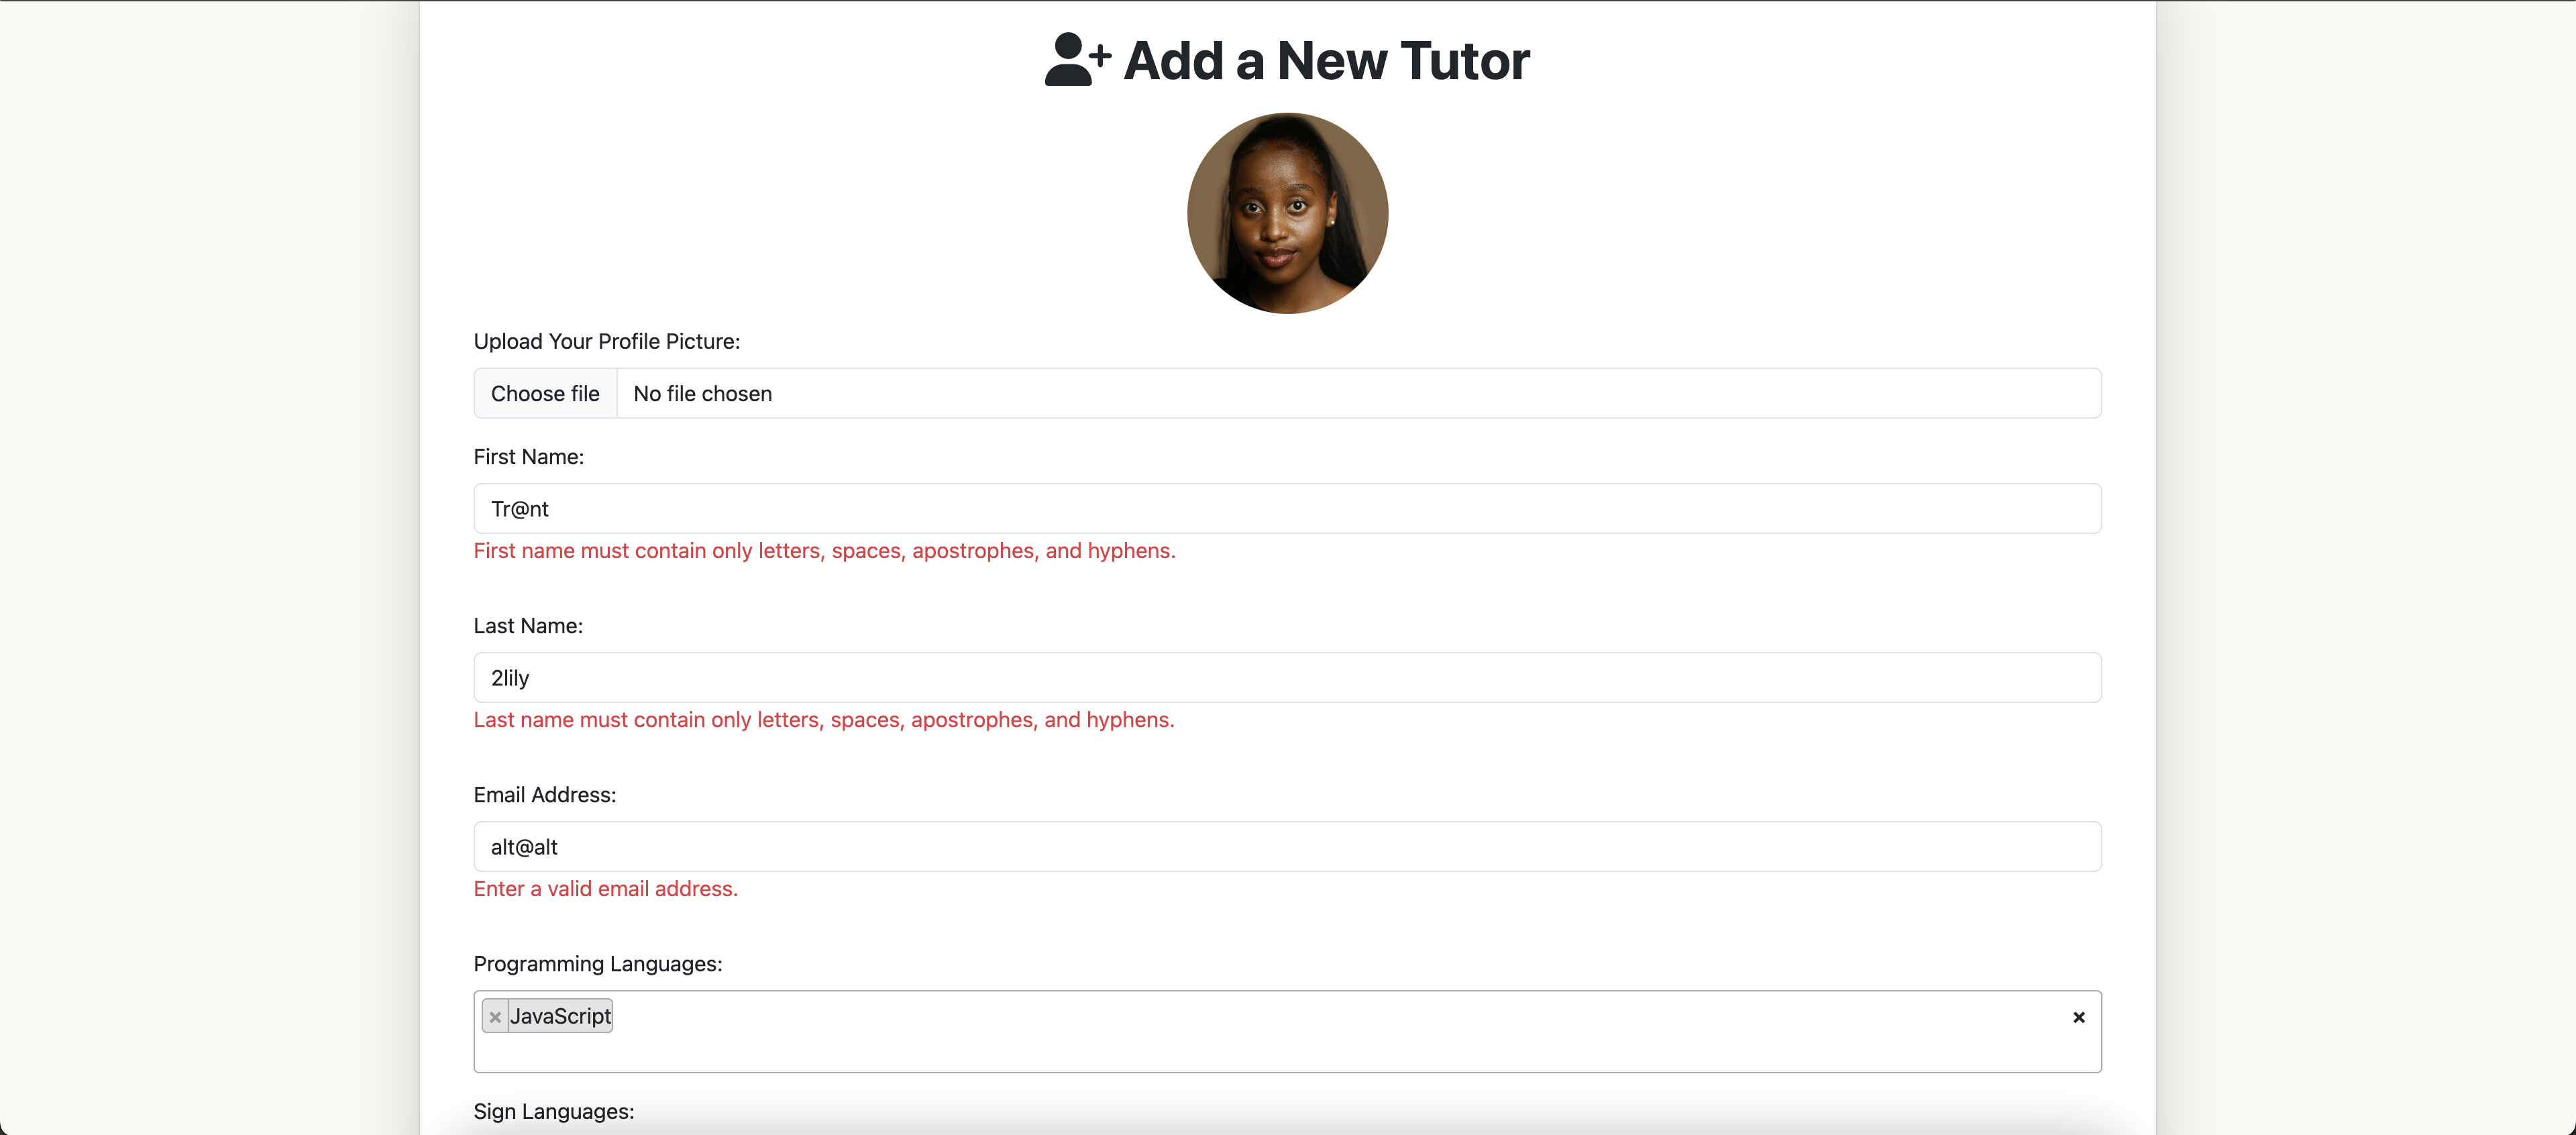 Add a New Tutor
Upload Your Profile Picture:
Choose file No file chosen
First Name:
Tr@nt
First name must contain only letters, spaces, apostrophes, and hyphens.
Last Name:
2lily
Last name must contain only letters, spaces, apostrophes, and hyphens.
Email Address:
alt@alt
Enter a valid email address.
Programming Languages:
× JavaScript ×
Sign Languages: